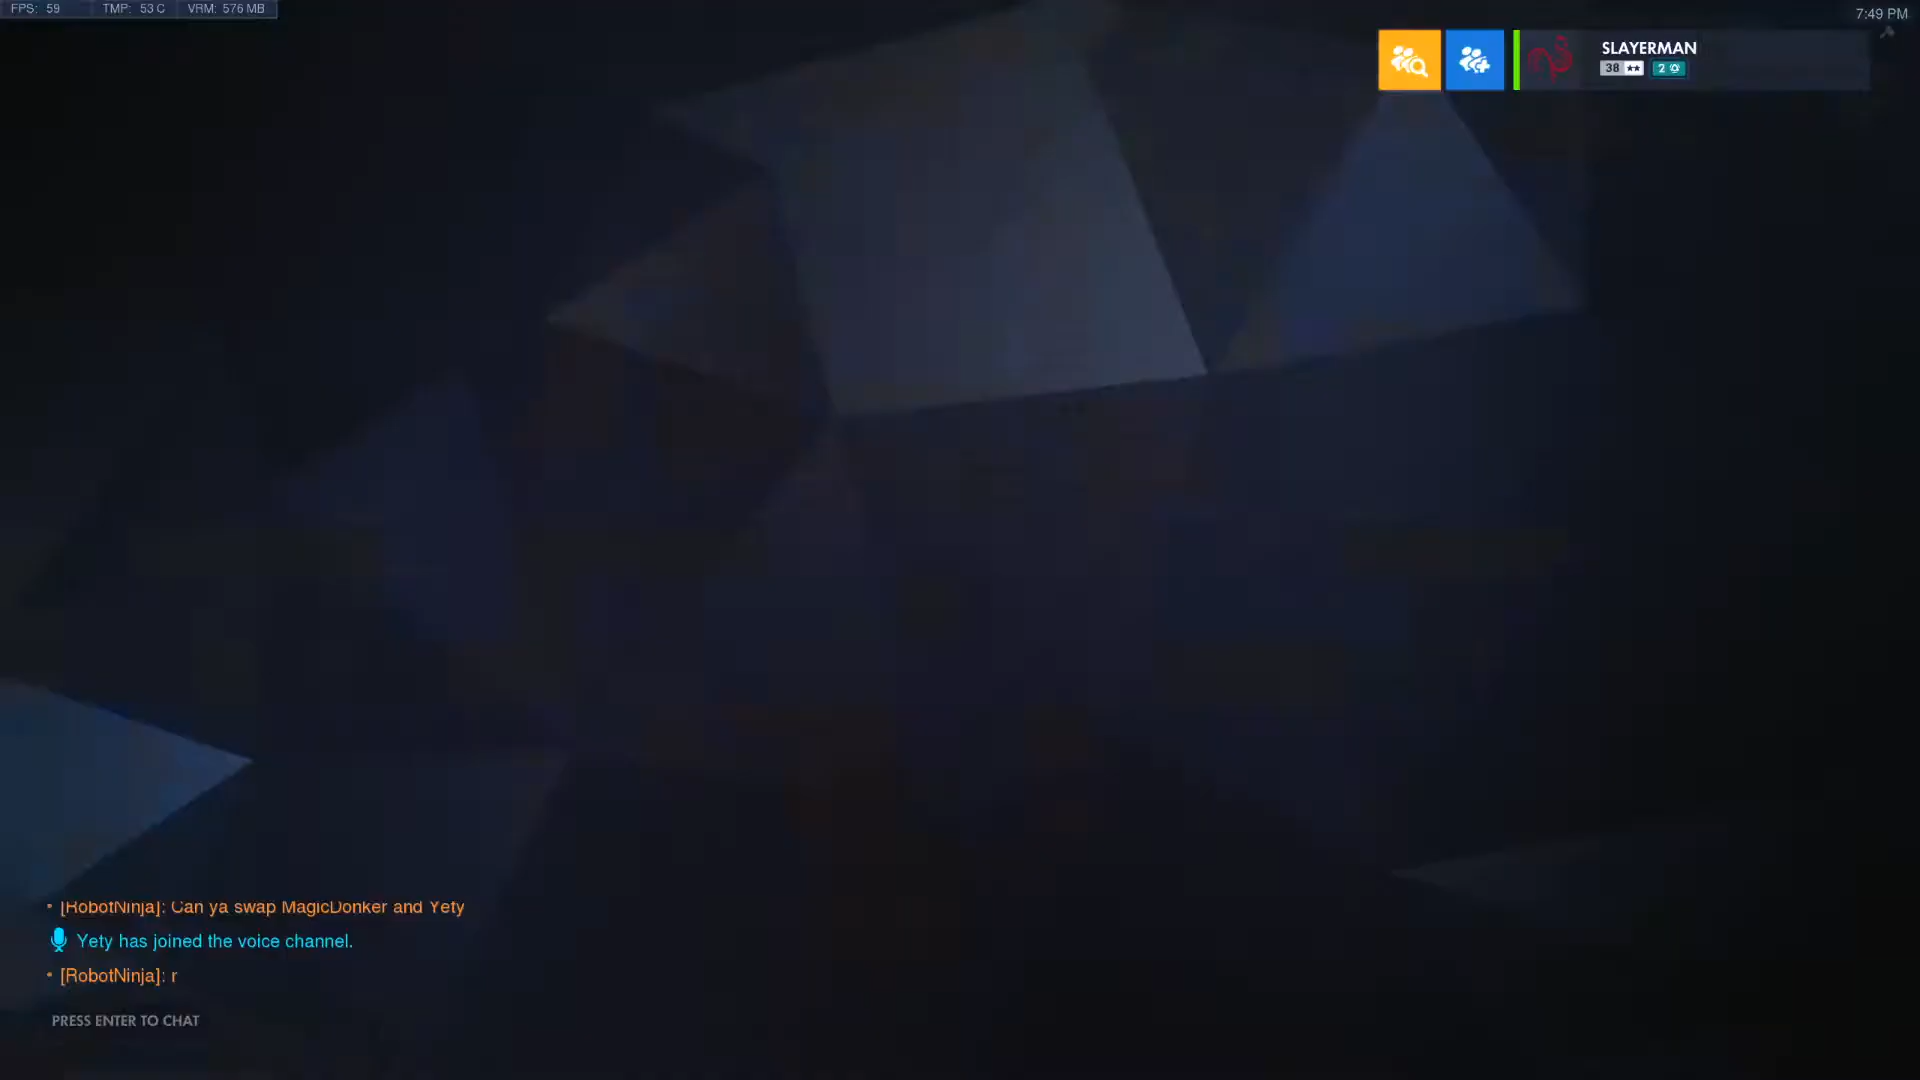 FPS: 59 TMP: 53 C VRM: 576 MB
7:49 PM
SLAYERMAN
38 2
[RobotNinja]: Can ya swap MagicDonker and Yety
Yety has joined the voice channel.
[RobotNinja]: r
PRESS ENTER TO CHAT